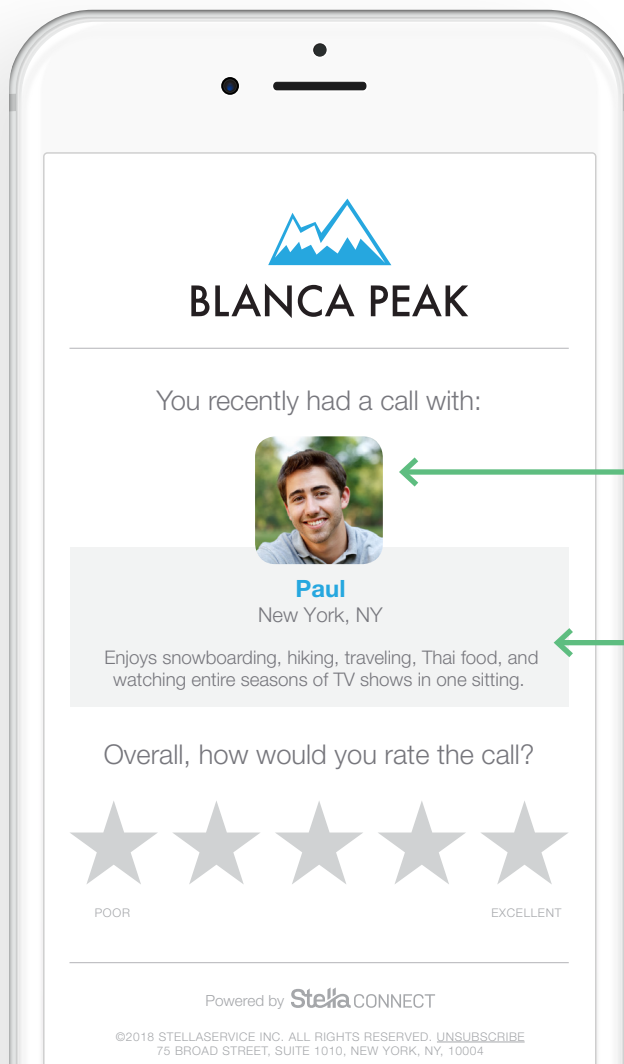 BLANCA PEAK
You recently had a call with:
Paul
New York, NY
Enjoys snowboarding, hiking, traveling, Thai food, and
watching entire seasons of TV shows in one sitting.
Overall, how would you rate the call?
POOR EXCELLENT
Powered by Stella CONNECT
©2018 STELLASERVICE INC. ALL RIGHTS RESERVED. UNSUBSCRIBE
75 BROAD STREET, SUITE 1010, NEW YORK, NY, 10004